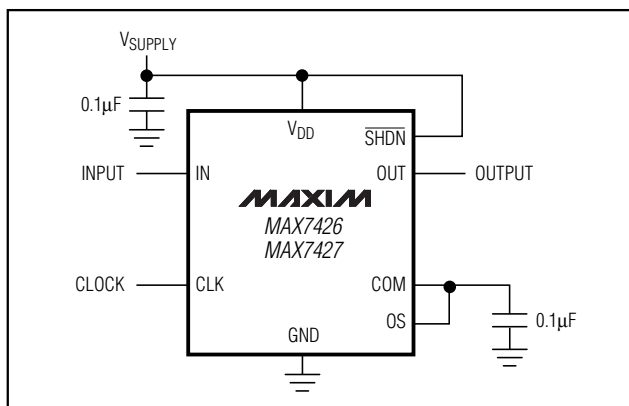 VSUPPLY
0.1µF
VDD
SHDN
INPUT
IN
OUT
OUTPUT
MAXIM
MAX7426
MAX7427
CLOCK
CLK
COM
OS
0.1µF
GND